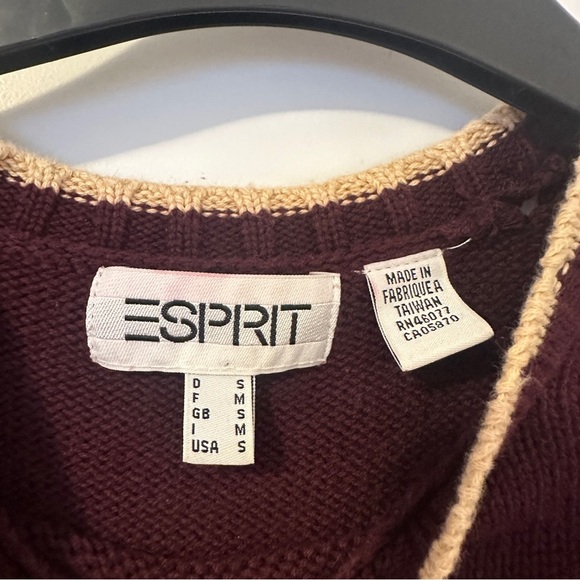 ESPRIT
D S
F M
GB S
I M
USA S
MADE IN
FABRIQUE A
TAIWAN
RN46077
CA05870